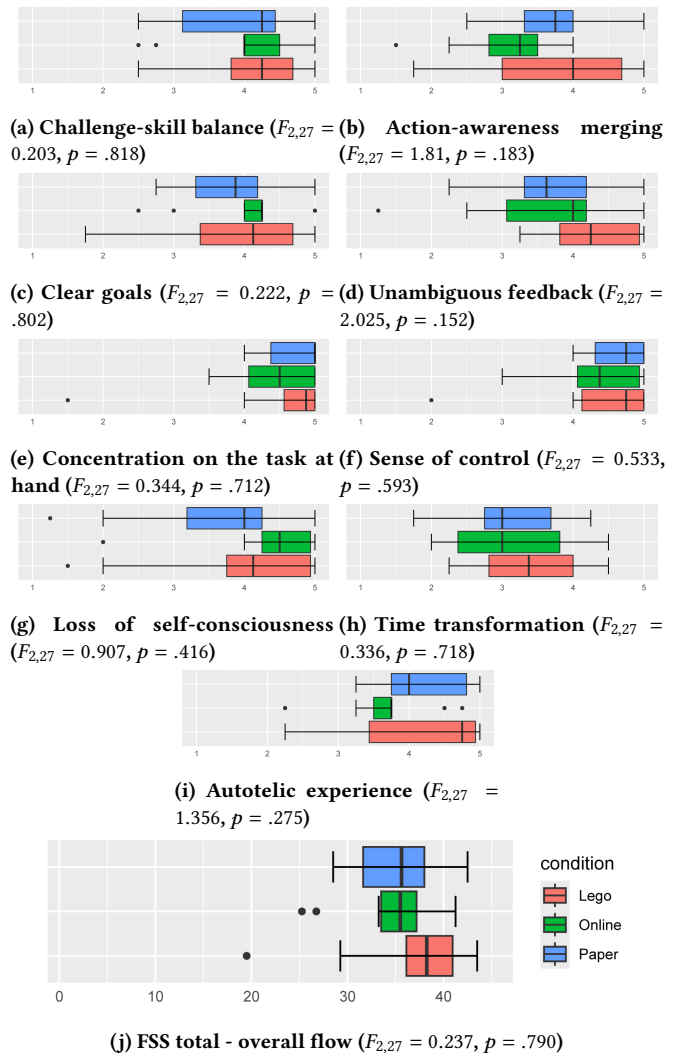 1 2 3 4 5
1 2 3 4 5
(a) Challenge-skill balance (F2,27 =
0.203, p = .818)
(b) Action-awareness merging
(F2,27 = 1.81, p = .183)
1 2 3 4 5
1 2 3 4 5
(c) Clear goals (F2,27 = 0.222, p =
.802)
(d) Unambiguous feedback (F2,27 =
2.025, p = .152)
1 2 3 4 5
1 2 3 4 5
(e) Concentration on the task at
hand (F2,27 = 0.344, p = .712)
(f) Sense of control (F2,27 = 0.533,
p = .593)
1 2 3 4 5
1 2 3 4 5
(g) Loss of self-consciousness
(F2,27 = 0.907, p = .416)
(h) Time transformation (F2,27 =
0.336, p = .718)
1 2 3 4 5
(i) Autotelic experience (F2,27 =
1.356, p = .275)
condition
Lego
Online
Paper
0 10 20 30 40
(j) FSS total - overall flow (F2,27 = 0.237, p = .790)